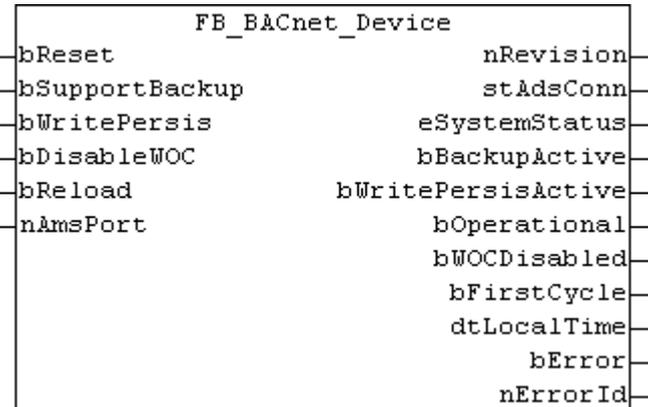 FB_BACnet_Device
bReset nRevision
bSupportBackup stAdsConn
bWritePersis eSystemStatus
bDisableWOC bBackupActive
bReload bWritePersisActive
nAmsPort bOperational
bWOCDisabled
bFirstCycle
dtLocalTime
bError
nErrorId